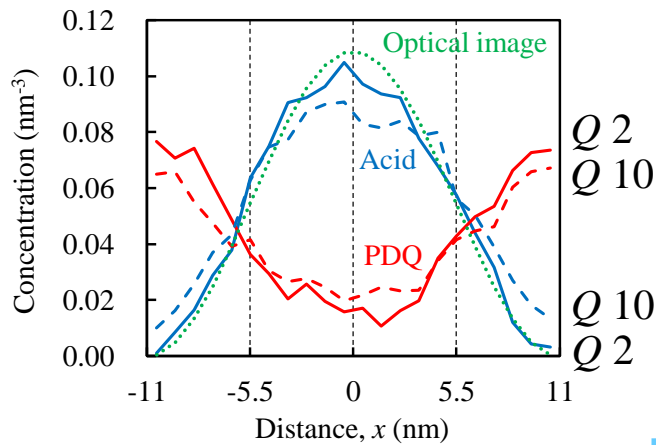 0.12
0.10
0.08
0.06
0.04
0.02
0.00
Concentration (nm⁻³)
Optical image
Acid
PDQ
Q 2
Q 10
Q 10
Q 2
-11 -5.5 0 5.5 11
Distance, x (nm)